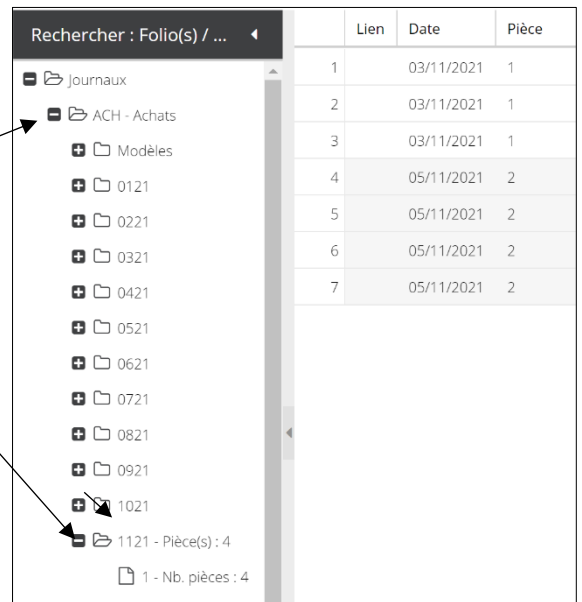 Rechercher : Folio(s) / ...
Journaux
ACH - Achats
Modèles
0121
0221
0321
0421
0521
0621
0721
0821
0921
1021
1121 - Pièce(s) : 4
1 - Nb. pièces : 4
Lien Date Pièce
1 03/11/2021 1
2 03/11/2021 1
3 03/11/2021 1
4 05/11/2021 2
5 05/11/2021 2
6 05/11/2021 2
7 05/11/2021 2